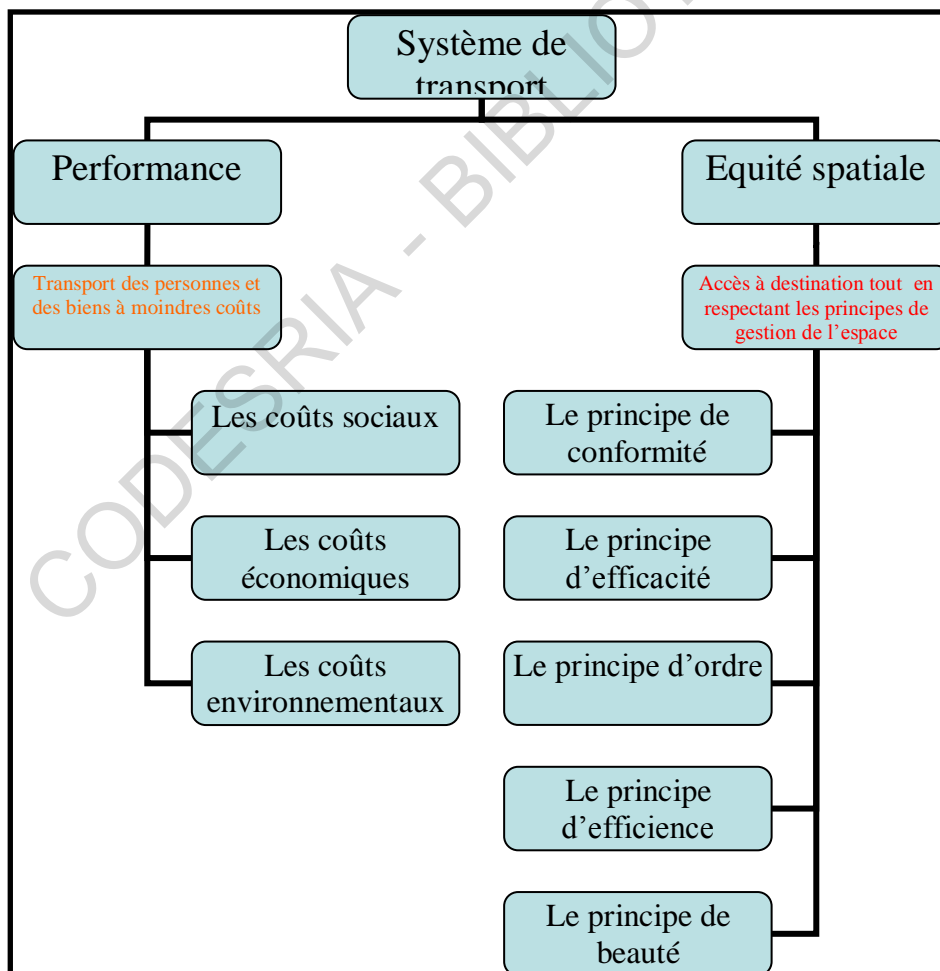 Système de
transport
Performance
Equité spatiale
Transport des personnes et
des biens à moindres coûts
Accès à destination tout en
respectant les principes de
gestion de l’espace
Les coûts sociaux
Le principe de
conformité
Les coûts
économiques
Le principe
d’efficacité
Les coûts
environnementaux
Le principe d’ordre
Le principe
d’efficience
Le principe de
beauté
CODESRIA - BIBLIO